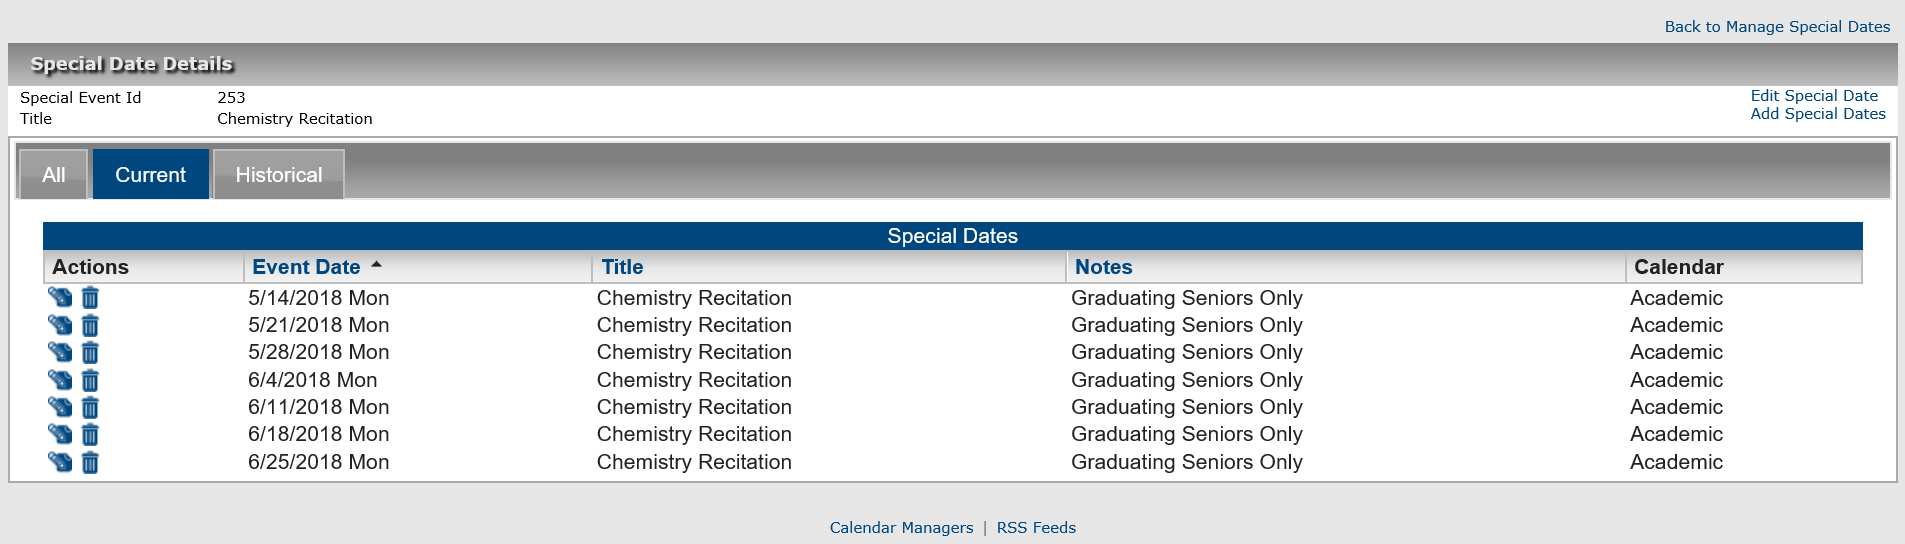 Back to Manage Special Dates
Special Date Details
Special Event Id 253
Title Chemistry Recitation
Edit Special Date
Add Special Dates
All Current Historical
Special Dates
Actions Event Date Title Notes Calendar
5/14/2018 Mon Chemistry Recitation Graduating Seniors Only Academic
5/21/2018 Mon Chemistry Recitation Graduating Seniors Only Academic
5/28/2018 Mon Chemistry Recitation Graduating Seniors Only Academic
6/4/2018 Mon Chemistry Recitation Graduating Seniors Only Academic
6/11/2018 Mon Chemistry Recitation Graduating Seniors Only Academic
6/18/2018 Mon Chemistry Recitation Graduating Seniors Only Academic
6/25/2018 Mon Chemistry Recitation Graduating Seniors Only Academic
Calendar Managers | RSS Feeds